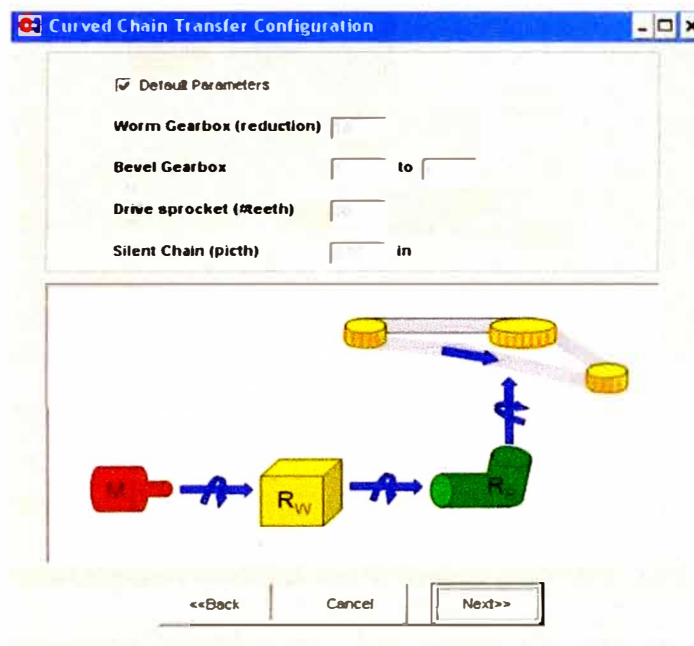 Curved Chain Transfer Configuration
Default Parameters
Worm Gearbox (reduction)
Bevel Gearbox to
Drive sprocket (#teeth)
Silent Chain (picth) in
M
R_W
<<Back Cancel Next>>